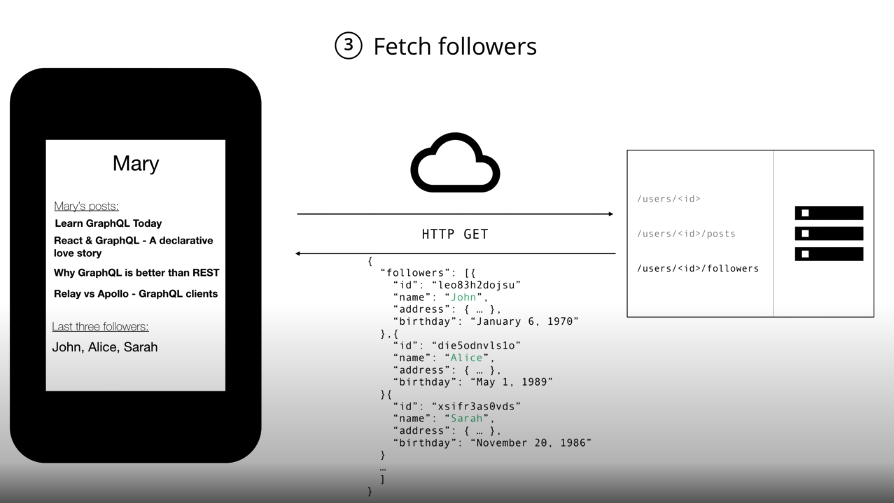 3 Fetch followers
Mary
Mary's posts:
Learn GraphQL Today
React & GraphQL - A declarative
love story
Why GraphQL is better than REST
Relay vs Apollo - GraphQL clients
Last three followers:
John, Alice, Sarah
HTTP GET
{
"followers": [{
"id": “leo83h2dojsu”
"name": “John”,
"address": { … },
"birthday": “January 6, 1970”
},{
"id": “die5odnvls1o”
"name": “Alice”,
"address": { … },
"birthday": “May 1, 1989”
}{
"id": “xsifr3as0vds”
"name": “Sarah”,
"address": { … },
"birthday": “November 20, 1986”
}
…
]
}
/users/<id>
/users/<id>/posts
/users/<id>/followers